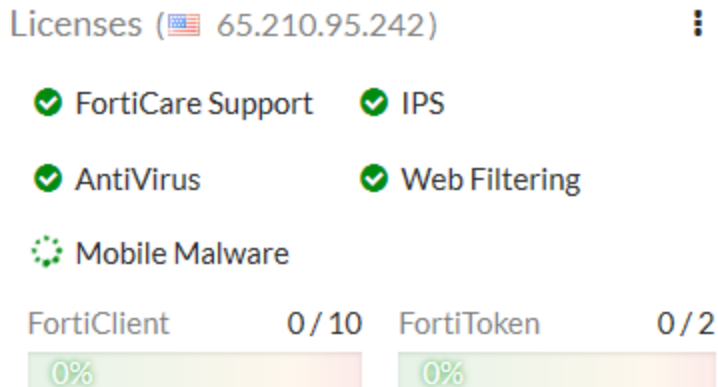 Licenses (65.210.95.242)
FortiCare Support IPS
AntiVirus Web Filtering
Mobile Malware
FortiClient 0 / 10 FortiToken 0 / 2
0% 0%